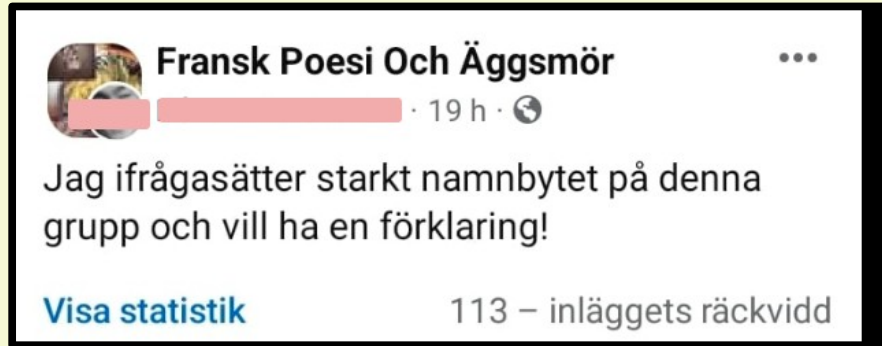 Fransk Poesi Och Äggsmör
· 19 h ·
Jag ifrågasätter starkt namnbytet på denna
grupp och vill ha en förklaring!
Visa statistik 113 – inläggets räckvidd